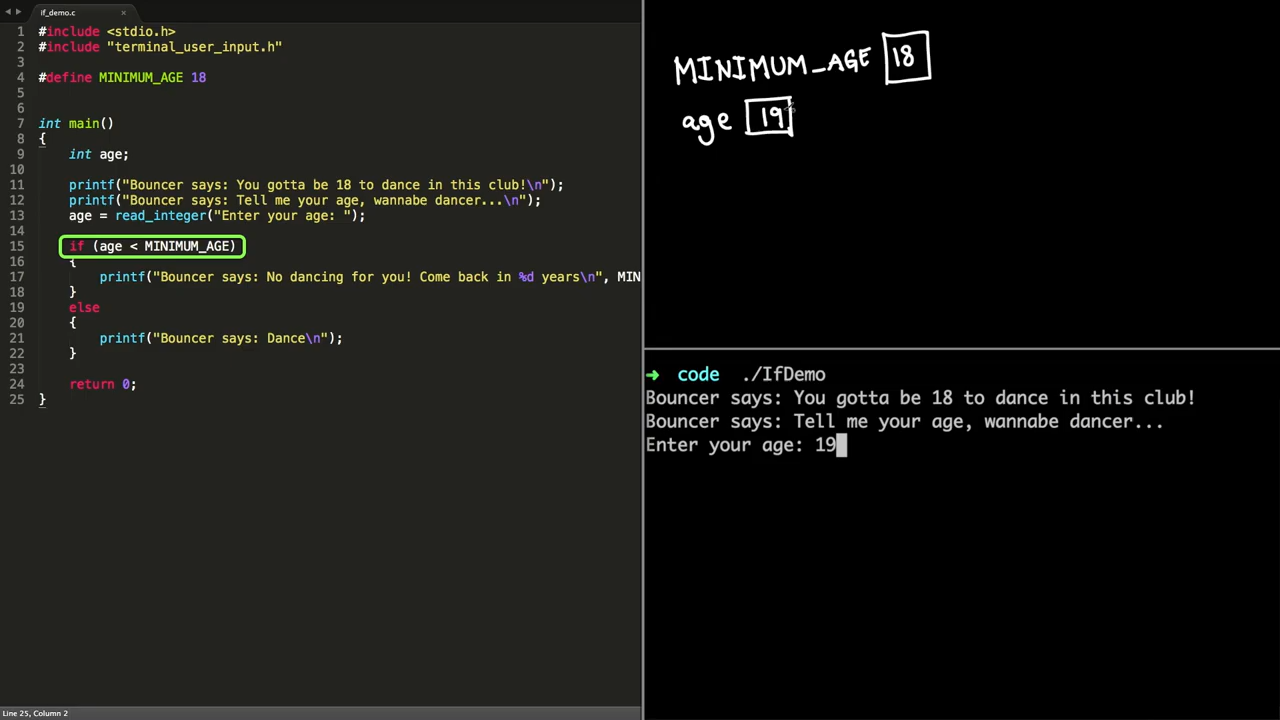 if_demo.c
1 #include <stdio.h>
2 #include "terminal_user_input.h"
3
4 #define MINIMUM_AGE 18
5
6
7 int main()
8 {
9 int age;
10
11 printf("Bouncer says: You gotta be 18 to dance in this club!\n");
12 printf("Bouncer says: Tell me your age, wannabe dancer...\n");
13 age = read_integer("Enter your age: ");
14
15 if (age < MINIMUM_AGE)
16 {
17 printf("Bouncer says: No dancing for you! Come back in %d years\n", MIN
18 }
19 else
20 {
21 printf("Bouncer says: Dance\n");
22 }
23
24 return 0;
25 }
Line 25, Column 2
MINIMUM_AGE 18
age 19
➜ code ./IfDemo
Bouncer says: You gotta be 18 to dance in this club!
Bouncer says: Tell me your age, wannabe dancer...
Enter your age: 19